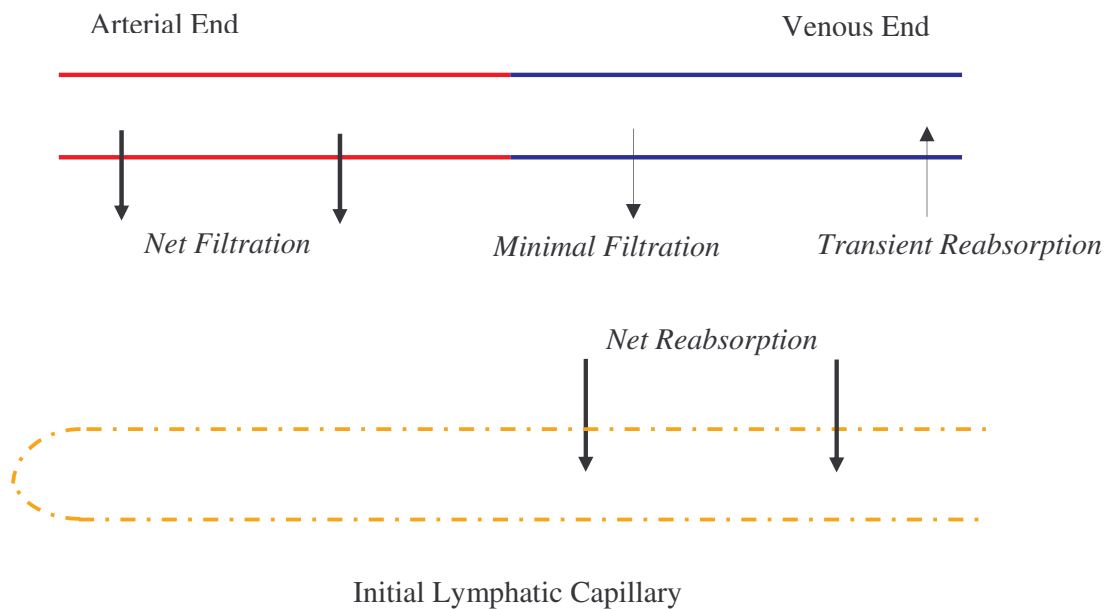 Arterial End
Venous End
Net Filtration
Minimal Filtration
Transient Reabsorption
Net Reabsorption
Initial Lymphatic Capillary